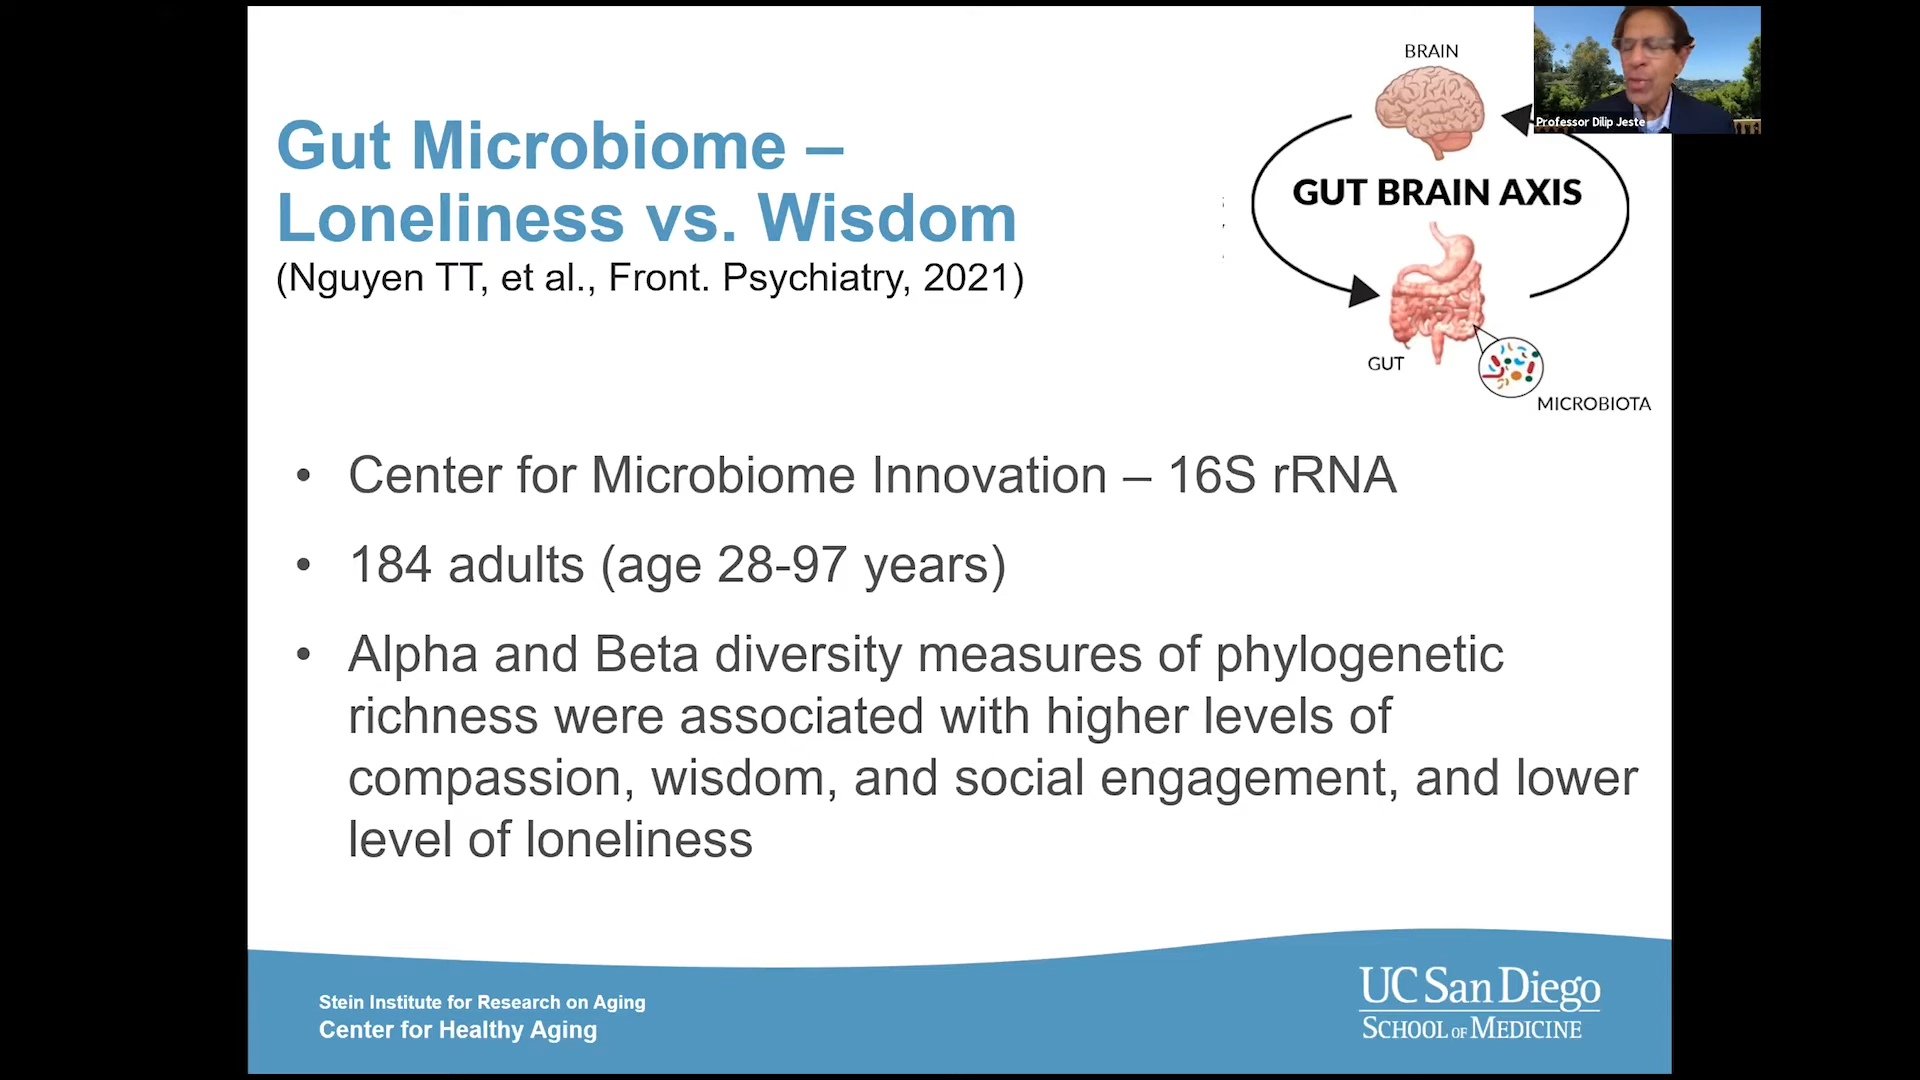 Gut Microbiome –
Loneliness vs. Wisdom
(Nguyen TT, et al., Front. Psychiatry, 2021)
BRAIN
Professor Dilip Jeste
GUT BRAIN AXIS
GUT
MICROBIOTA
• Center for Microbiome Innovation – 16S rRNA
• 184 adults (age 28-97 years)
• Alpha and Beta diversity measures of phylogenetic
richness were associated with higher levels of
compassion, wisdom, and social engagement, and lower
level of loneliness
Stein Institute for Research on Aging
Center for Healthy Aging
UC San Diego
SCHOOL OF MEDICINE